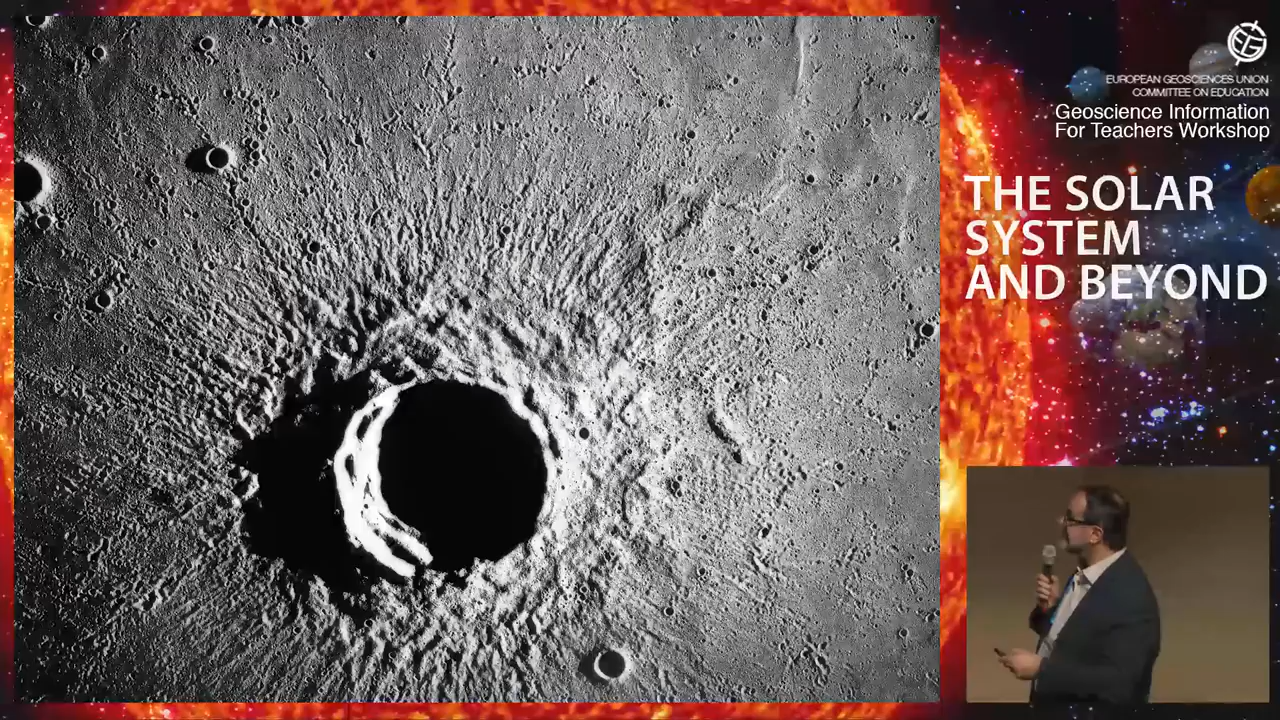 EUROPEAN GEOSCIENCES UNION
COMMITTEE ON EDUCATION
Geoscience Information
For Teachers Workshop
THE SOLAR
SYSTEM
AND BEYOND